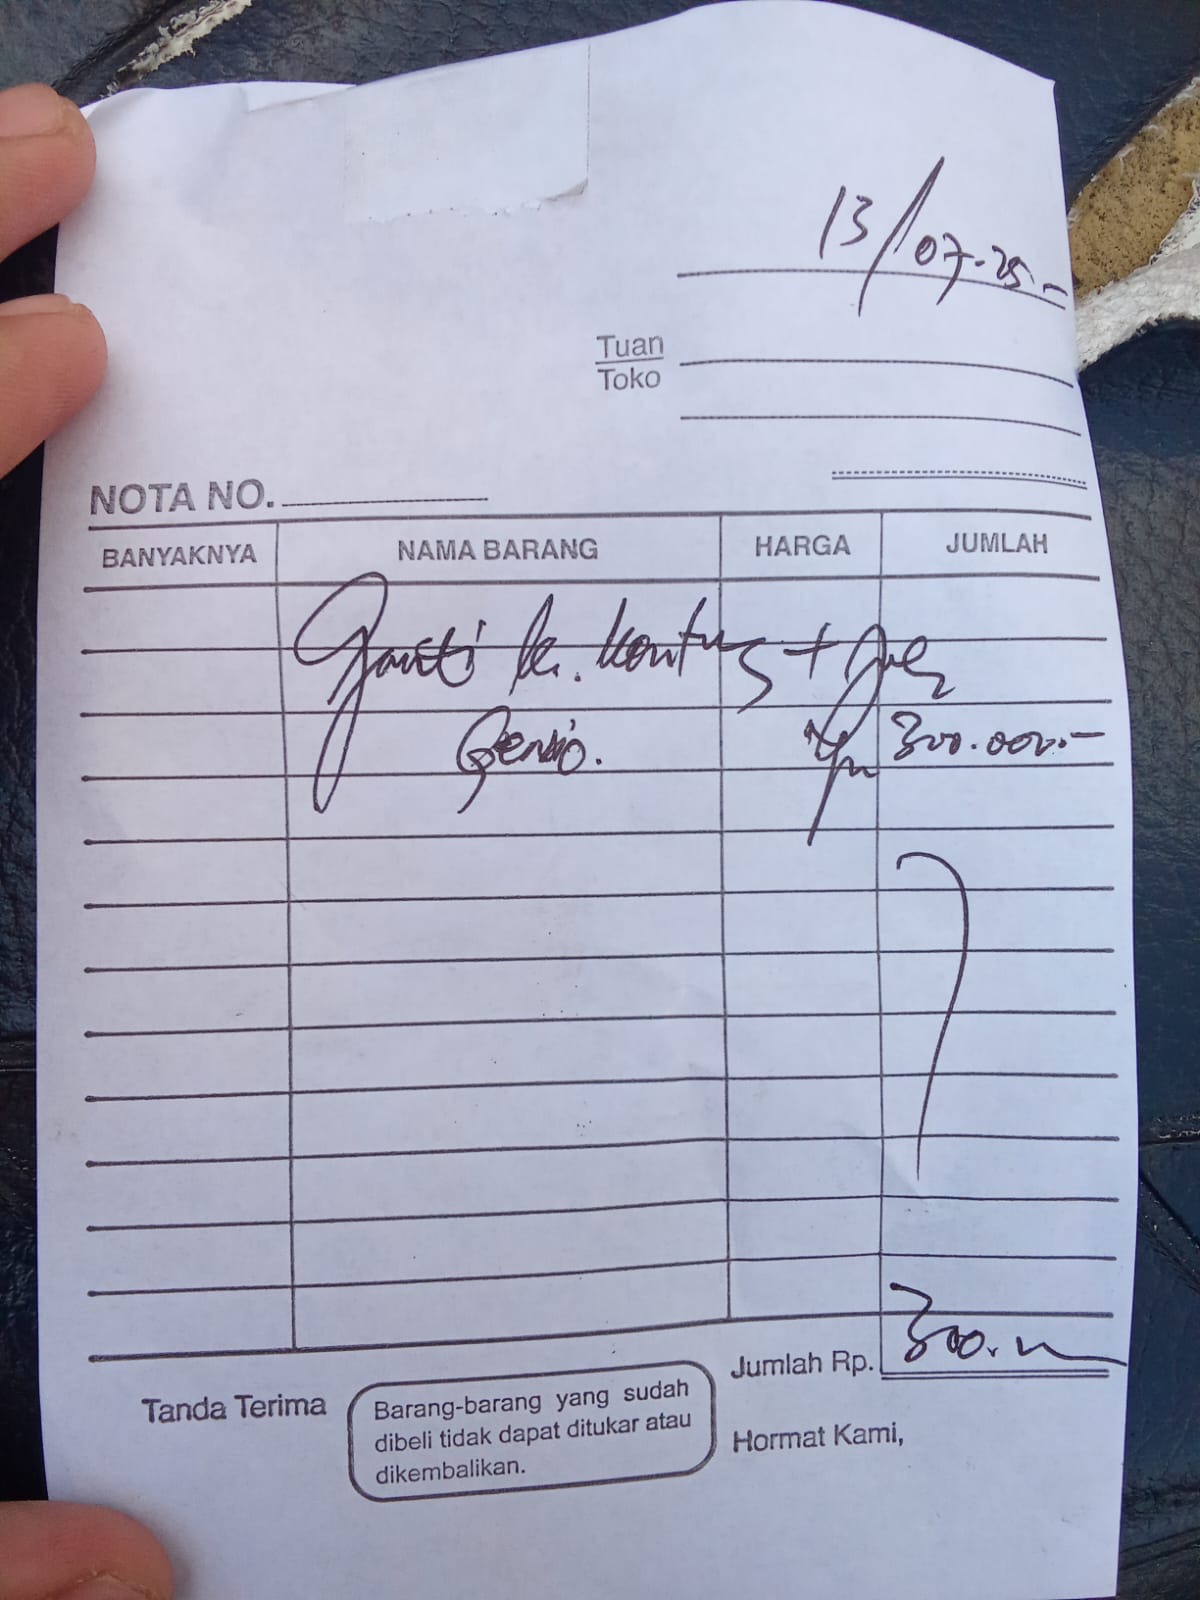 13/07-25.-
Tuan
Toko
NOTA NO.
BANYAKNYA NAMA BARANG HARGA JUMLAH
Ganti
Rp 300.000.-
300.
Jumlah Rp.
Tanda Terima
Barang-barang yang sudah
dibeli tidak dapat ditukar atau
dikembalikan.
Hormat Kami,